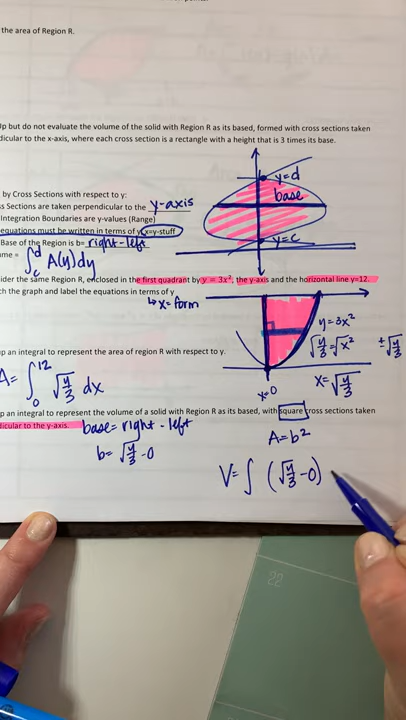 the area of Region R.
up but do not evaluate the volume of the solid with Region R as its based, formed with cross sections taken
dicular to the x-axis, where each cross section is a rectangle with a height that is 3 times its base.
by Cross Sections with respect to y:
Sections are taken perpendicular to the y-axis
Integration Boundaries are y-values (Range)
equations must be written in terms of y x=y-stuff
Base of the Region is b= right-left
me = ∫_c^d A(y)dy
y=d
base
y=c
ider the same Region R, enclosed in the first quadrant by y = 3x², the y-axis and the horizontal line y=12.
ch the graph and label the equations in terms of y
↳ x= form
y=3x²
√(y/3) = √x²
±√(y/3)
x=√(y/3)
x=0
p an integral to represent the area of region R with respect to y.
A= ∫_0^12 √(y/3) dx
p an integral to represent the volume of a solid with Region R as its based, with square cross sections taken
dicular to the y-axis. base= right - left
b= √(y/3) -0
A=b²
V= ∫ (√(y/3) -0)
22